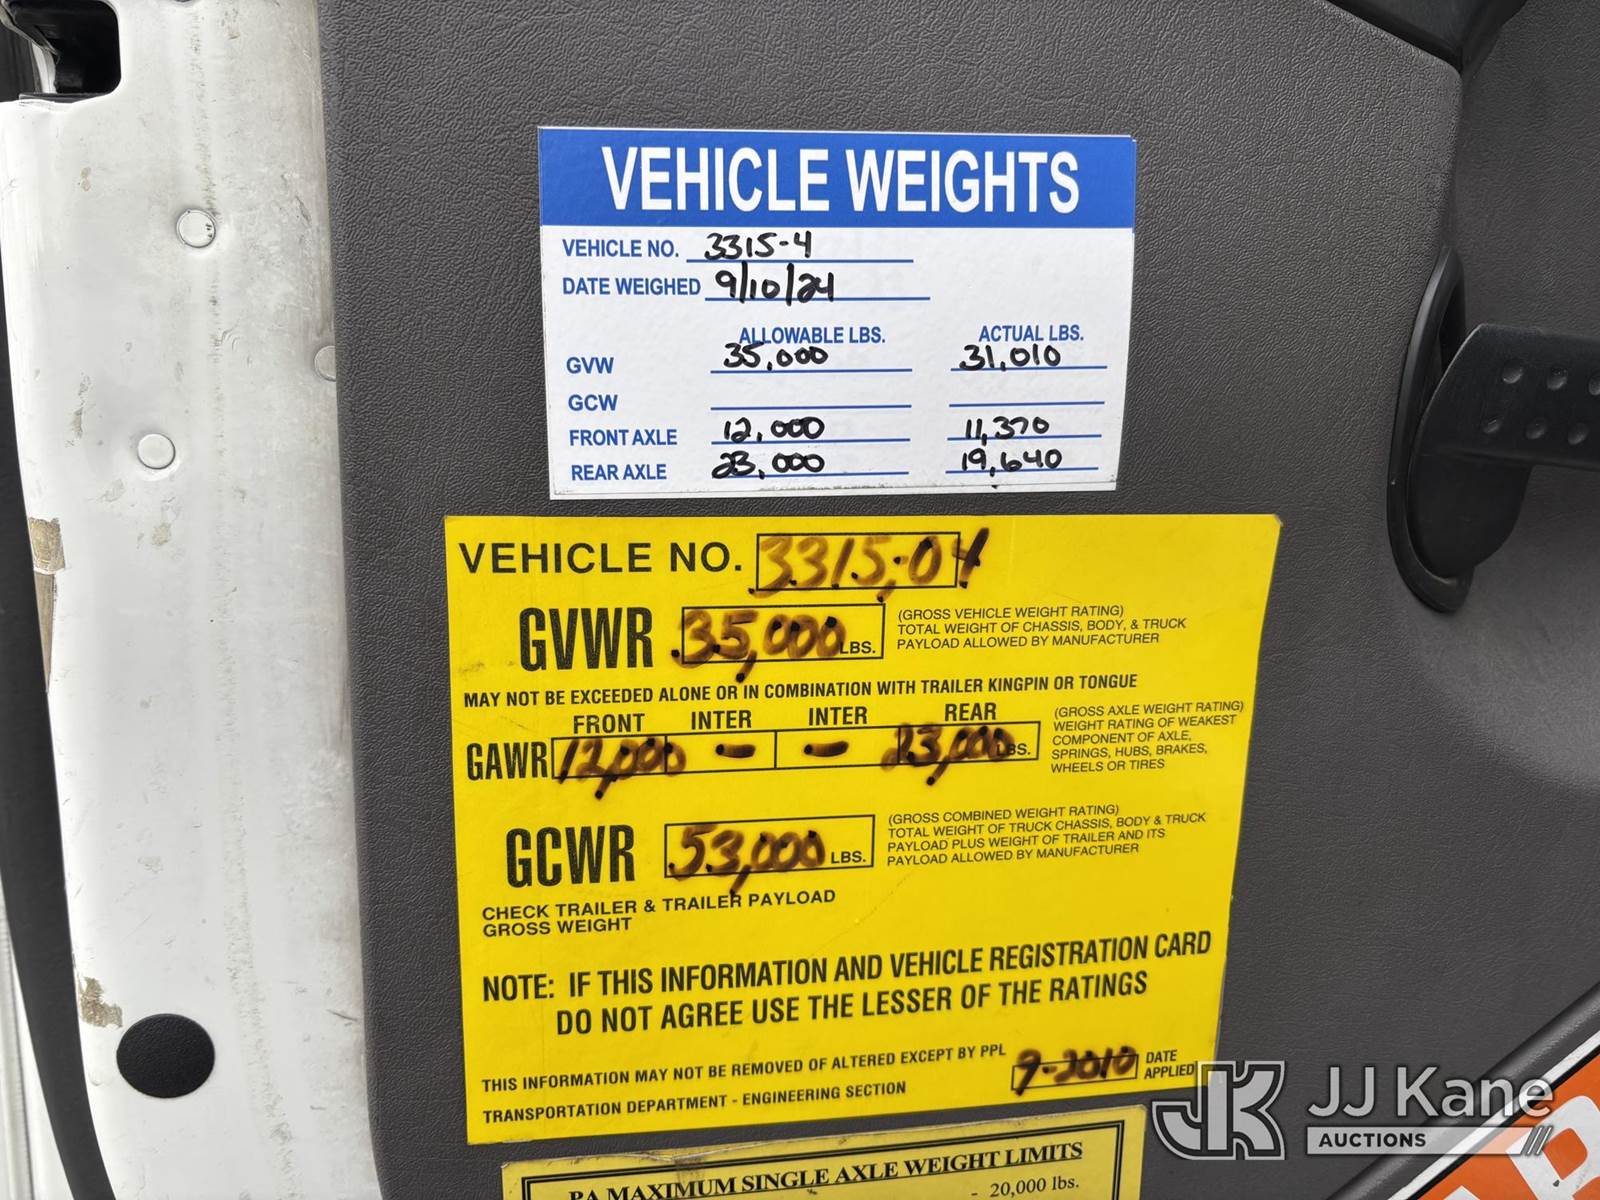 VEHICLE WEIGHTS
VEHICLE NO. 3315-4
DATE WEIGHED 9/10/24
ALLOWABLE LBS. ACTUAL LBS.
GVW 35,000 31,010
GCW
FRONT AXLE 12,000 11,370
REAR AXLE 23,000 19,640
VEHICLE NO. 3315-04
GVWR 35,000 LBS.
(GROSS VEHICLE WEIGHT RATING)
TOTAL WEIGHT OF CHASSIS, BODY, & TRUCK
PAYLOAD ALLOWED BY MANUFACTURER
MAY NOT BE EXCEEDED ALONE OR IN COMBINATION WITH TRAILER KINGPIN OR TONGUE
FRONT INTER INTER REAR
GAWR 12,000 - - 23,000 LBS.
(GROSS AXLE WEIGHT RATING)
WEIGHT RATING OF WEAKEST
COMPONENT OF AXLE,
SPRINGS, HUBS, BRAKES,
WHEELS OR TIRES
GCWR 53,000 LBS.
(GROSS COMBINED WEIGHT RATING)
TOTAL WEIGHT OF TRUCK CHASSIS, BODY & TRUCK
PAYLOAD PLUS WEIGHT OF TRAILER AND ITS
PAYLOAD ALLOWED BY MANUFACTURER
CHECK TRAILER & TRAILER PAYLOAD
GROSS WEIGHT
NOTE: IF THIS INFORMATION AND VEHICLE REGISTRATION CARD
DO NOT AGREE USE THE LESSER OF THE RATINGS
THIS INFORMATION MAY NOT BE REMOVED OF ALTERED EXCEPT BY PPL
TRANSPORTATION DEPARTMENT - ENGINEERING SECTION
9-2010 DATE
APPLIED
PA MAXIMUM SINGLE AXLE WEIGHT LIMITS
- 20,000 lbs.
JK JJ Kane
AUCTIONS